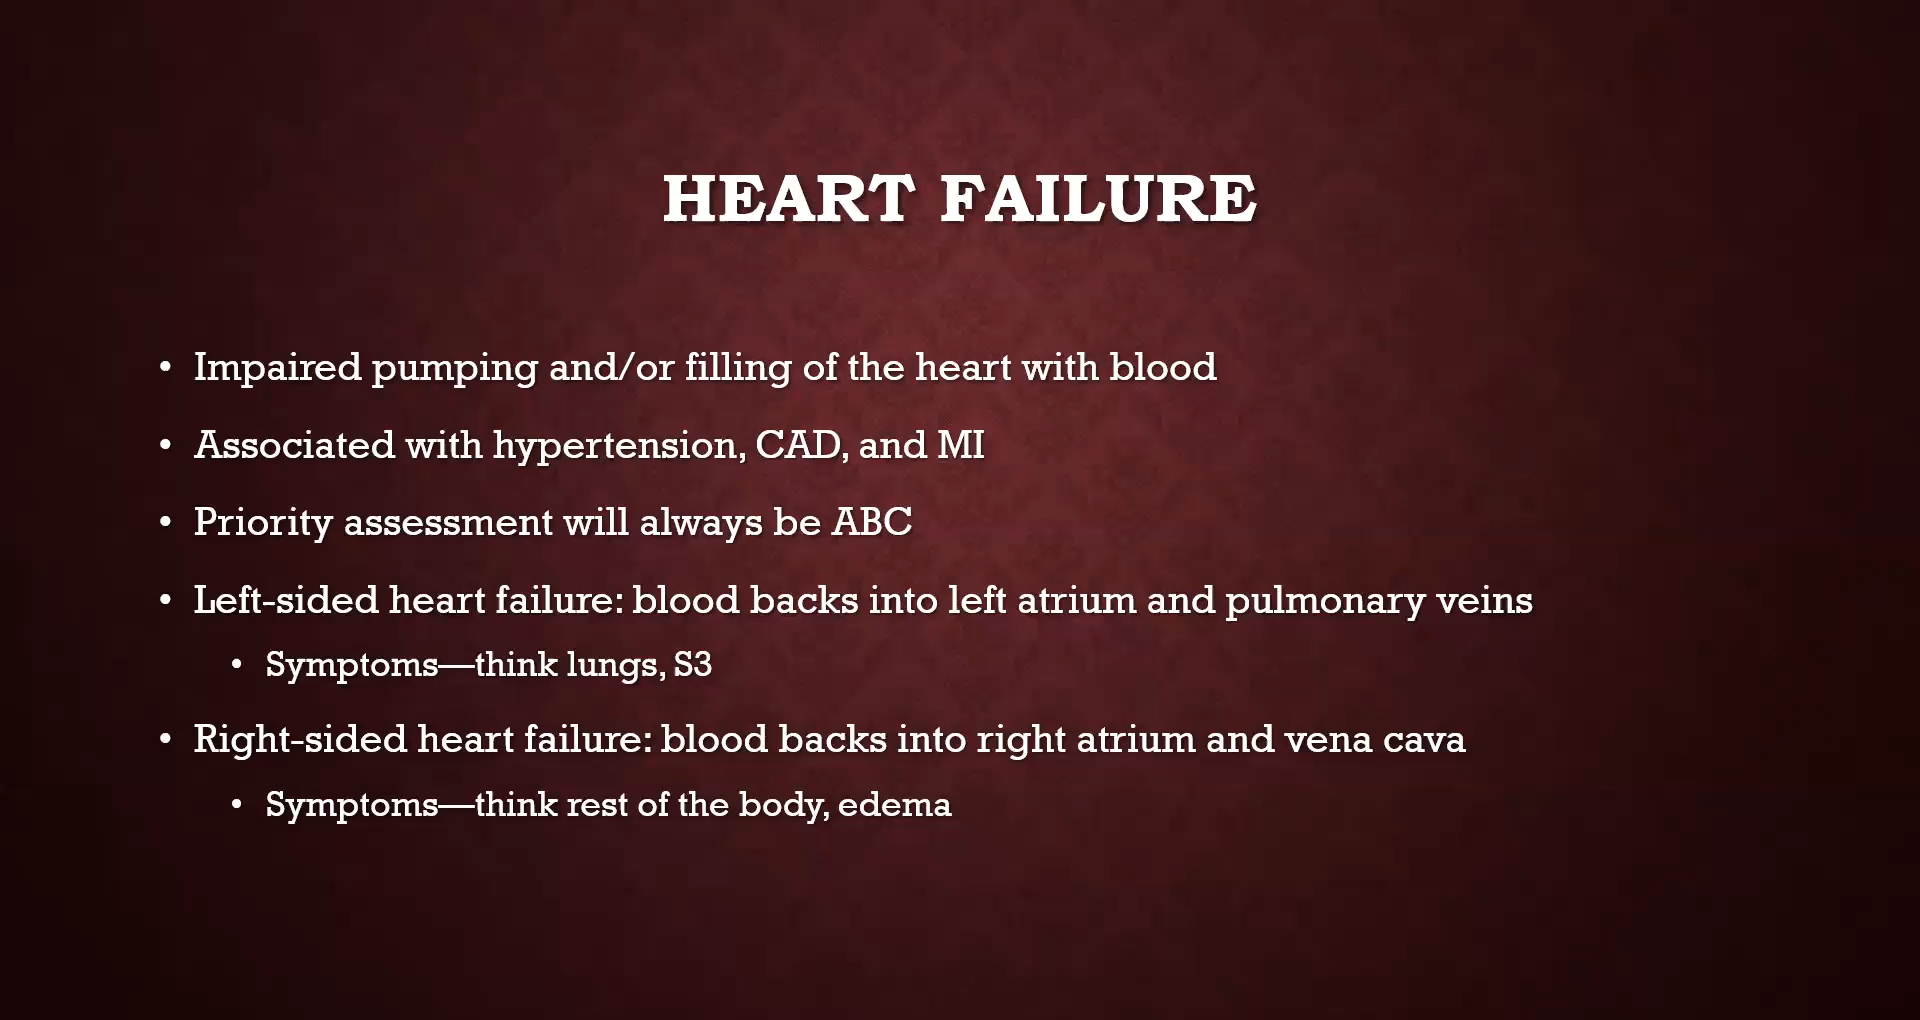 HEART FAILURE
• Impaired pumping and/or filling of the heart with blood
• Associated with hypertension, CAD, and MI
• Priority assessment will always be ABC
• Left-sided heart failure: blood backs into left atrium and pulmonary veins
• Symptoms—think lungs, S3
• Right-sided heart failure: blood backs into right atrium and vena cava
• Symptoms—think rest of the body, edema